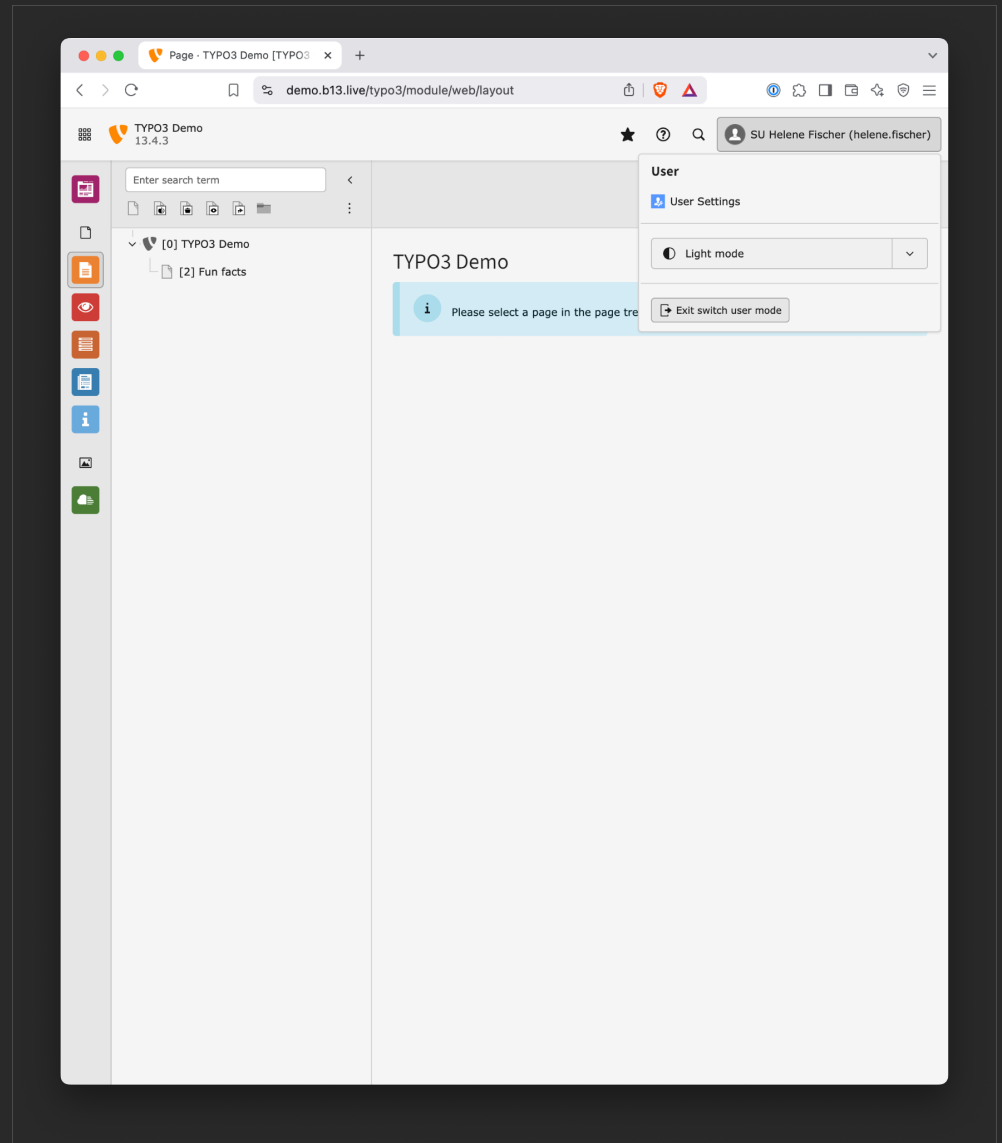 Page · TYPO3 Demo [TYPO3
demo.b13.live/typo3/module/web/layout
TYPO3 Demo
13.4.3
SU Helene Fischer (helene.fischer)
Enter search term
User
User Settings
[0] TYPO3 Demo
[2] Fun facts
TYPO3 Demo
Light mode
Please select a page in the page tre
Exit switch user mode